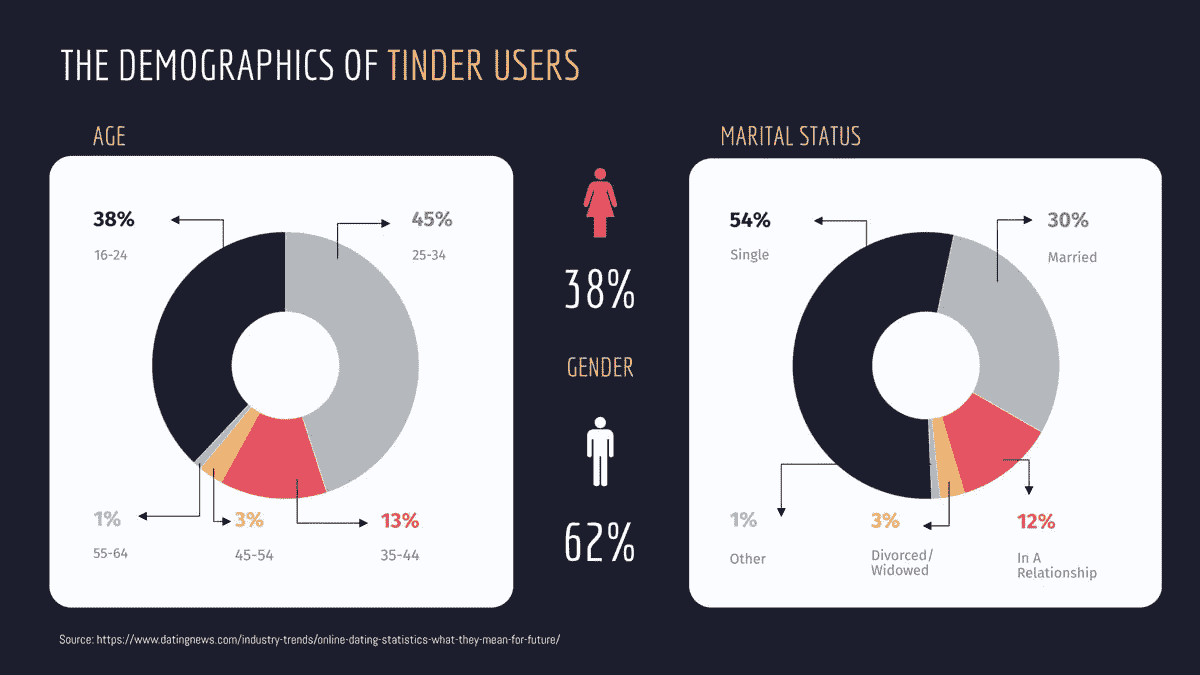 THE DEMOGRAPHICS OF TINDER USERS
AGE
38%
16-24
45%
25-34
1%
55-64
3%
45-54
13%
35-44
38%
GENDER
62%
MARITAL STATUS
54%
Single
30%
Married
1%
Other
3%
Divorced/
Widowed
12%
In A
Relationship
Source: https://www.datingnews.com/industry-trends/online-dating-statistics-what-they-mean-for-future/